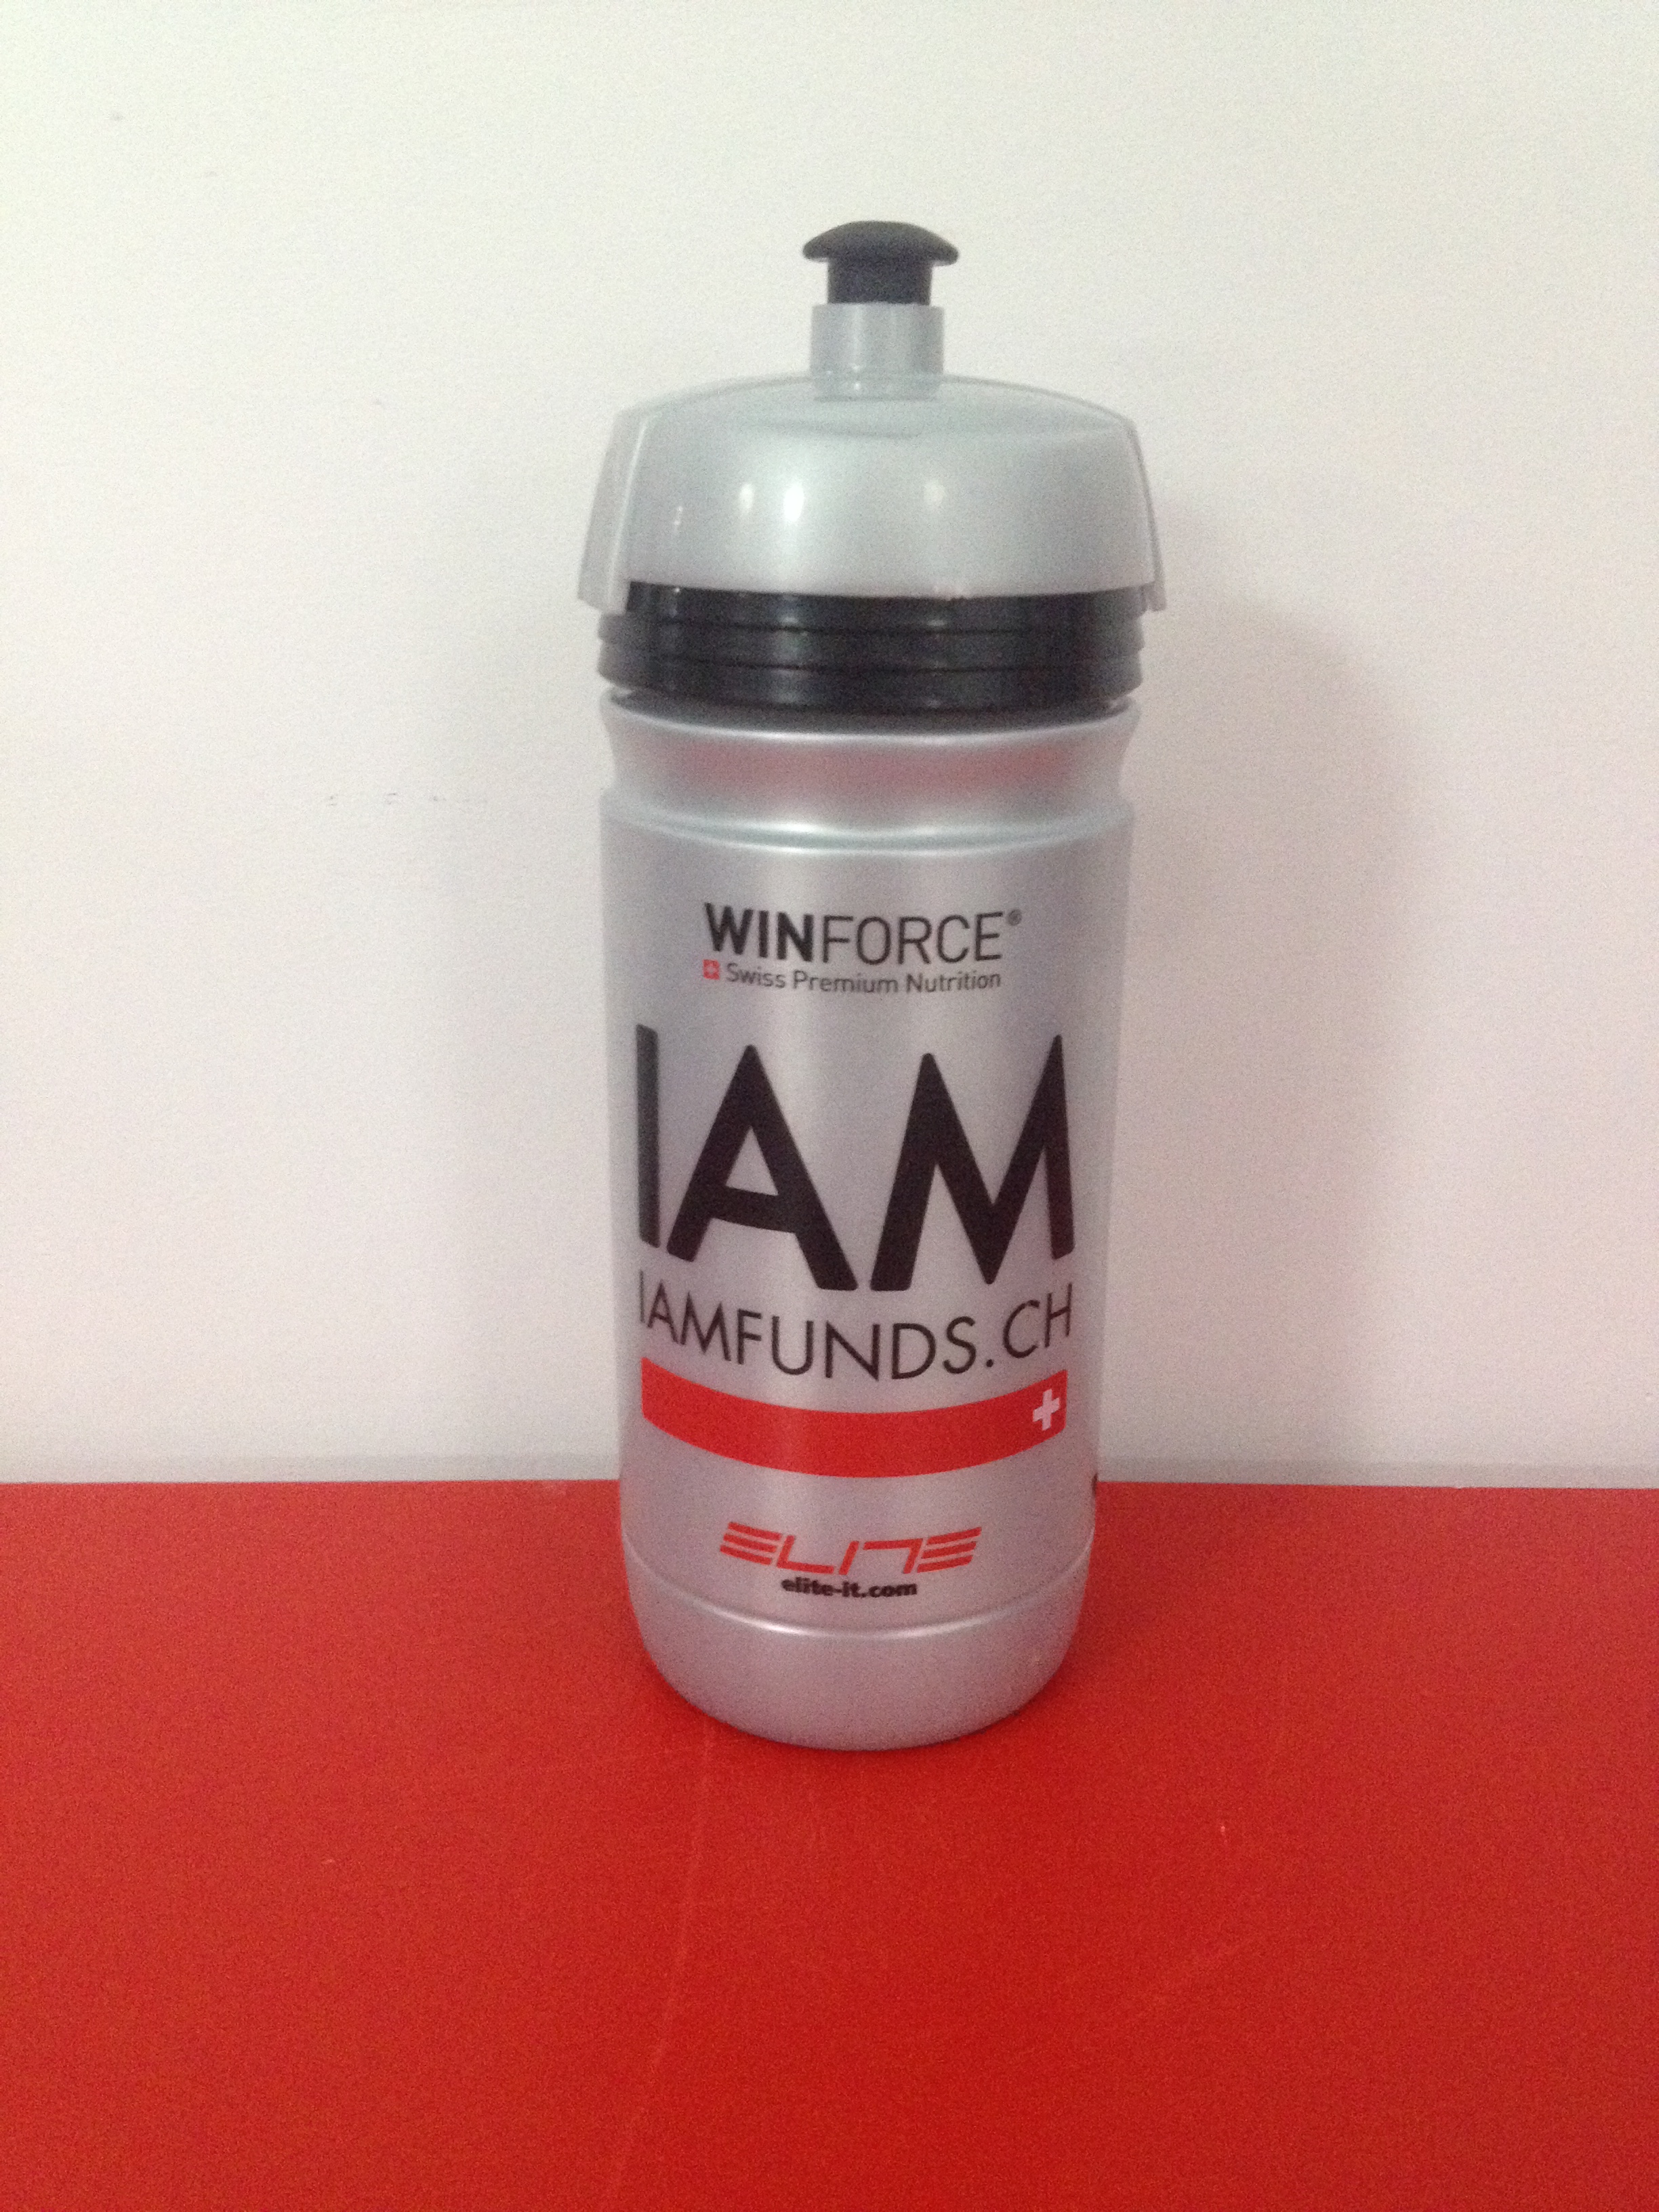 WINFORCE®
Swiss Premium Nutrition
IAM
IAMFUNDS.CH
ELITE
elite-it.com